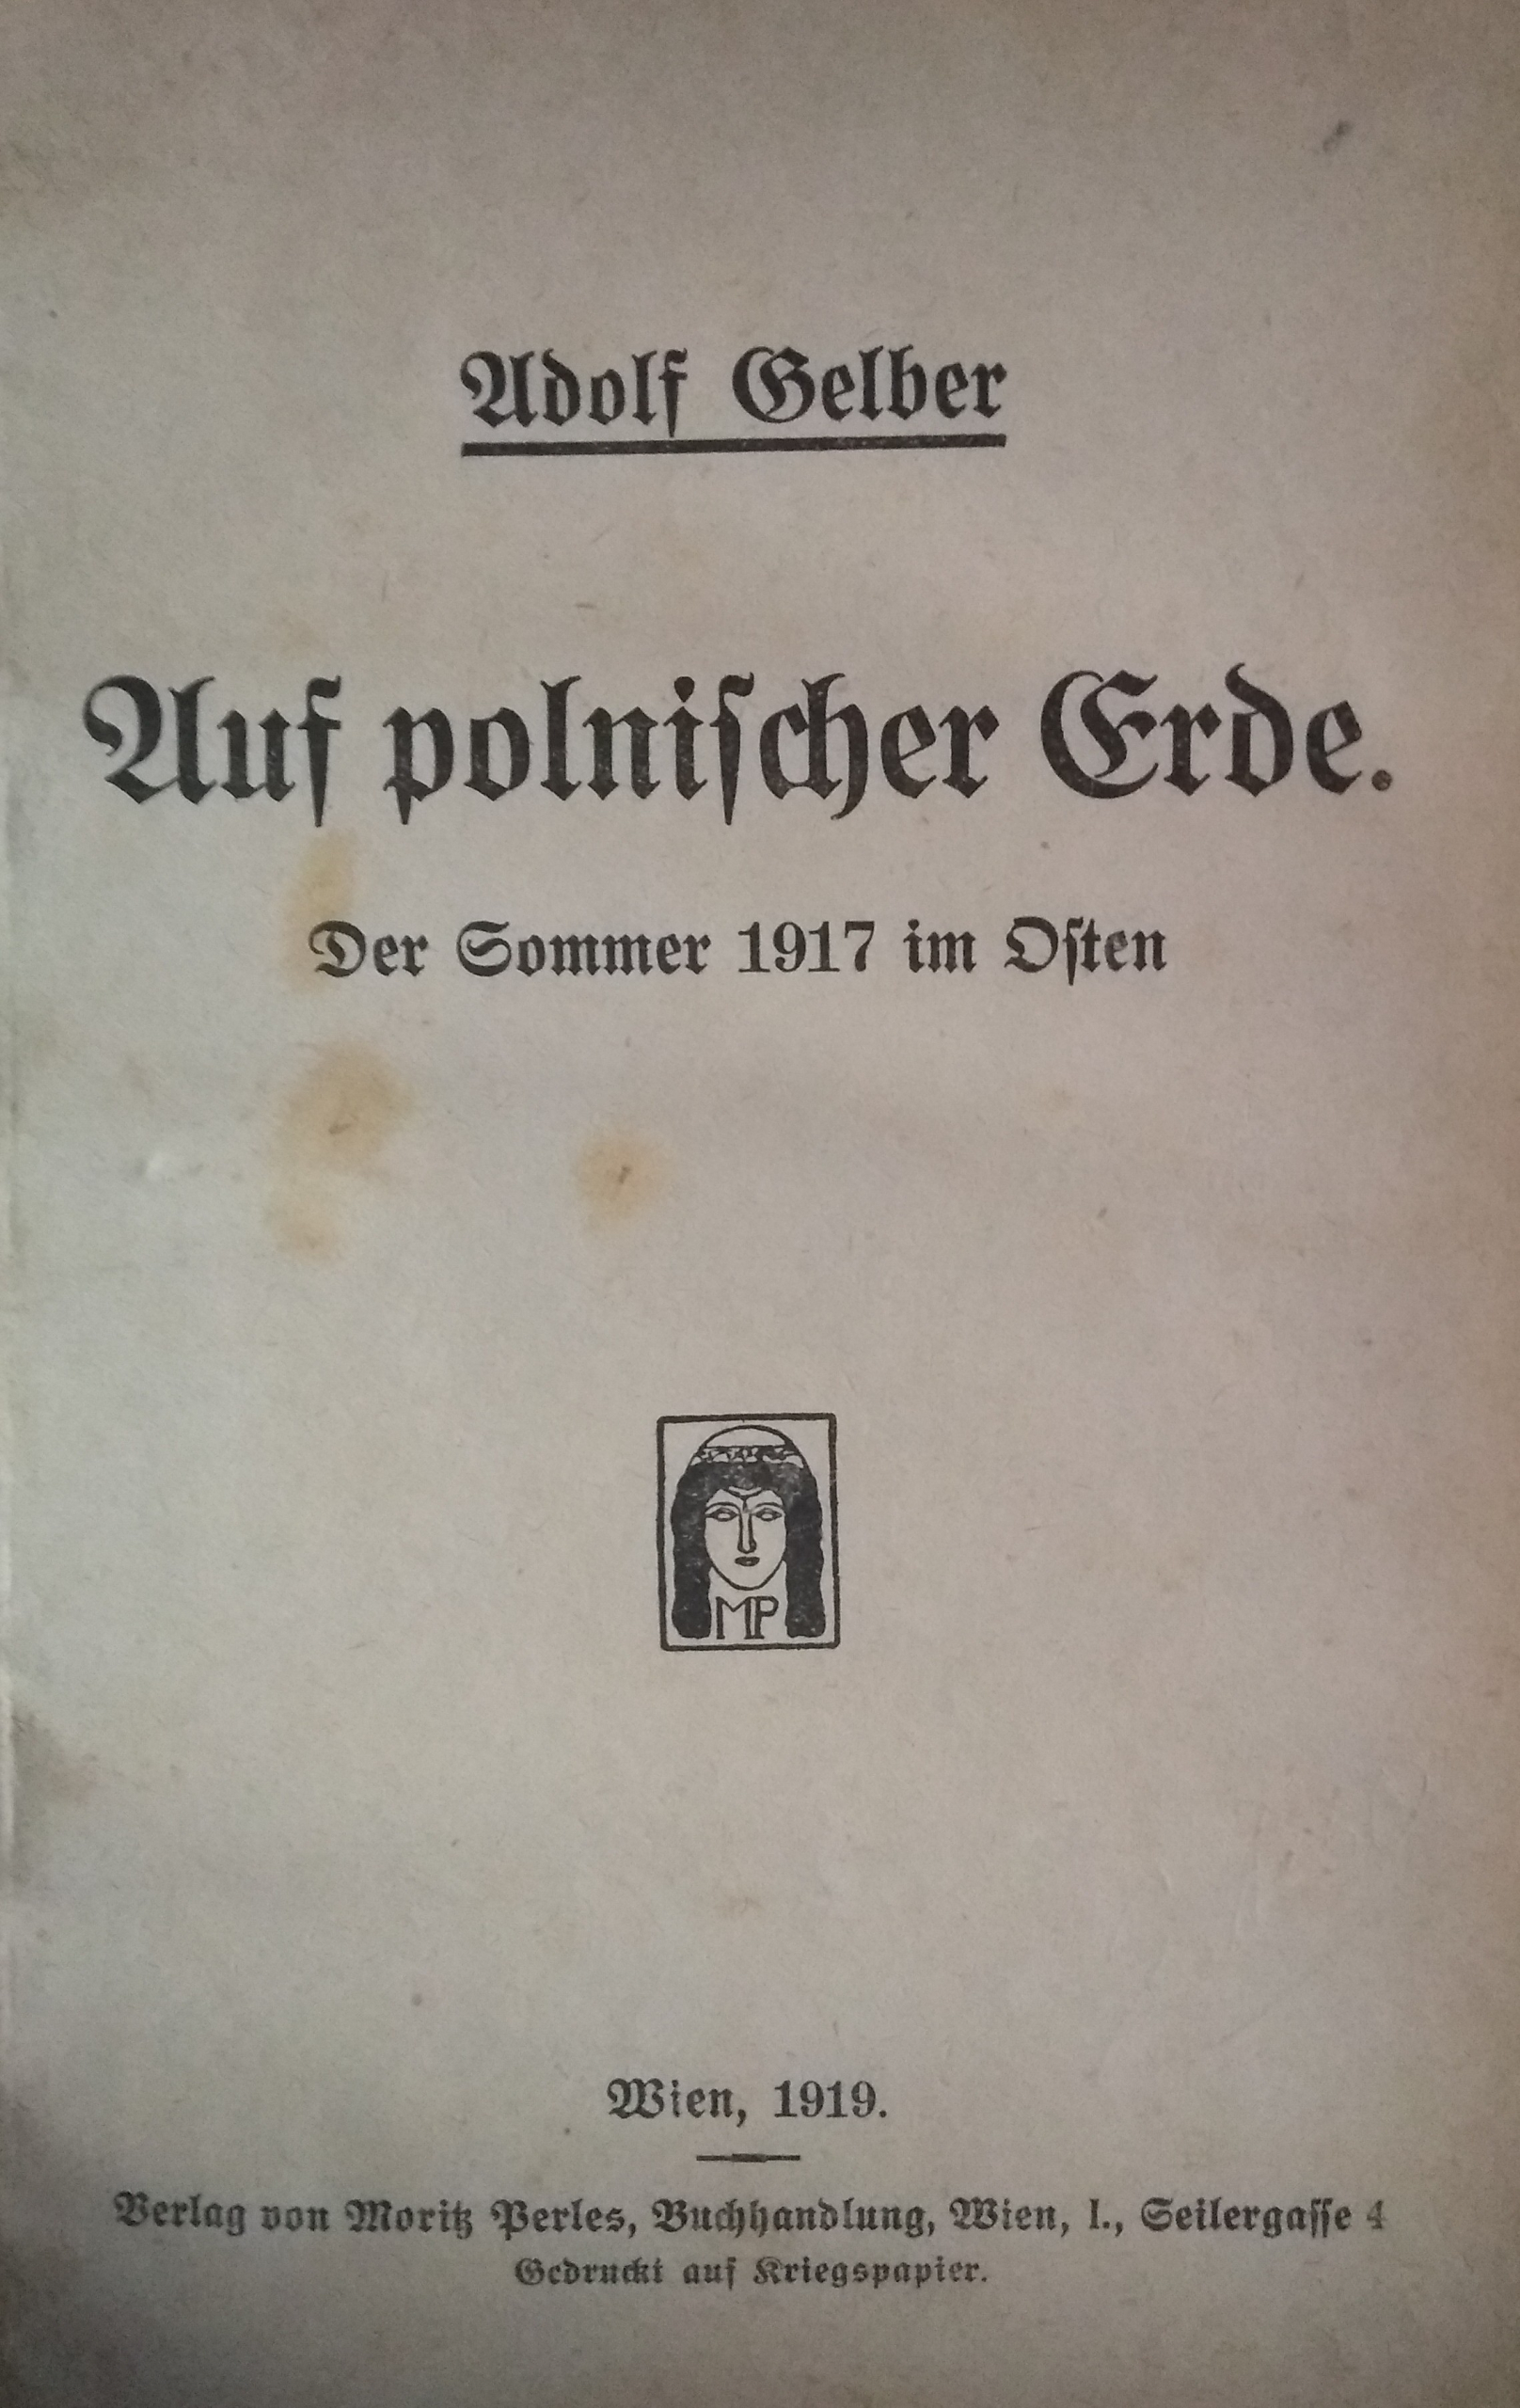 Adolf Gelber
Auf polniſcher Erde.
Der Sommer 1917 im Oſten
MP
Wien, 1919.
Verlag von Moritz Perles, Buchhandlung, Wien, I., Seilergaſſe 4
Gedruckt auf Kriegspapier.